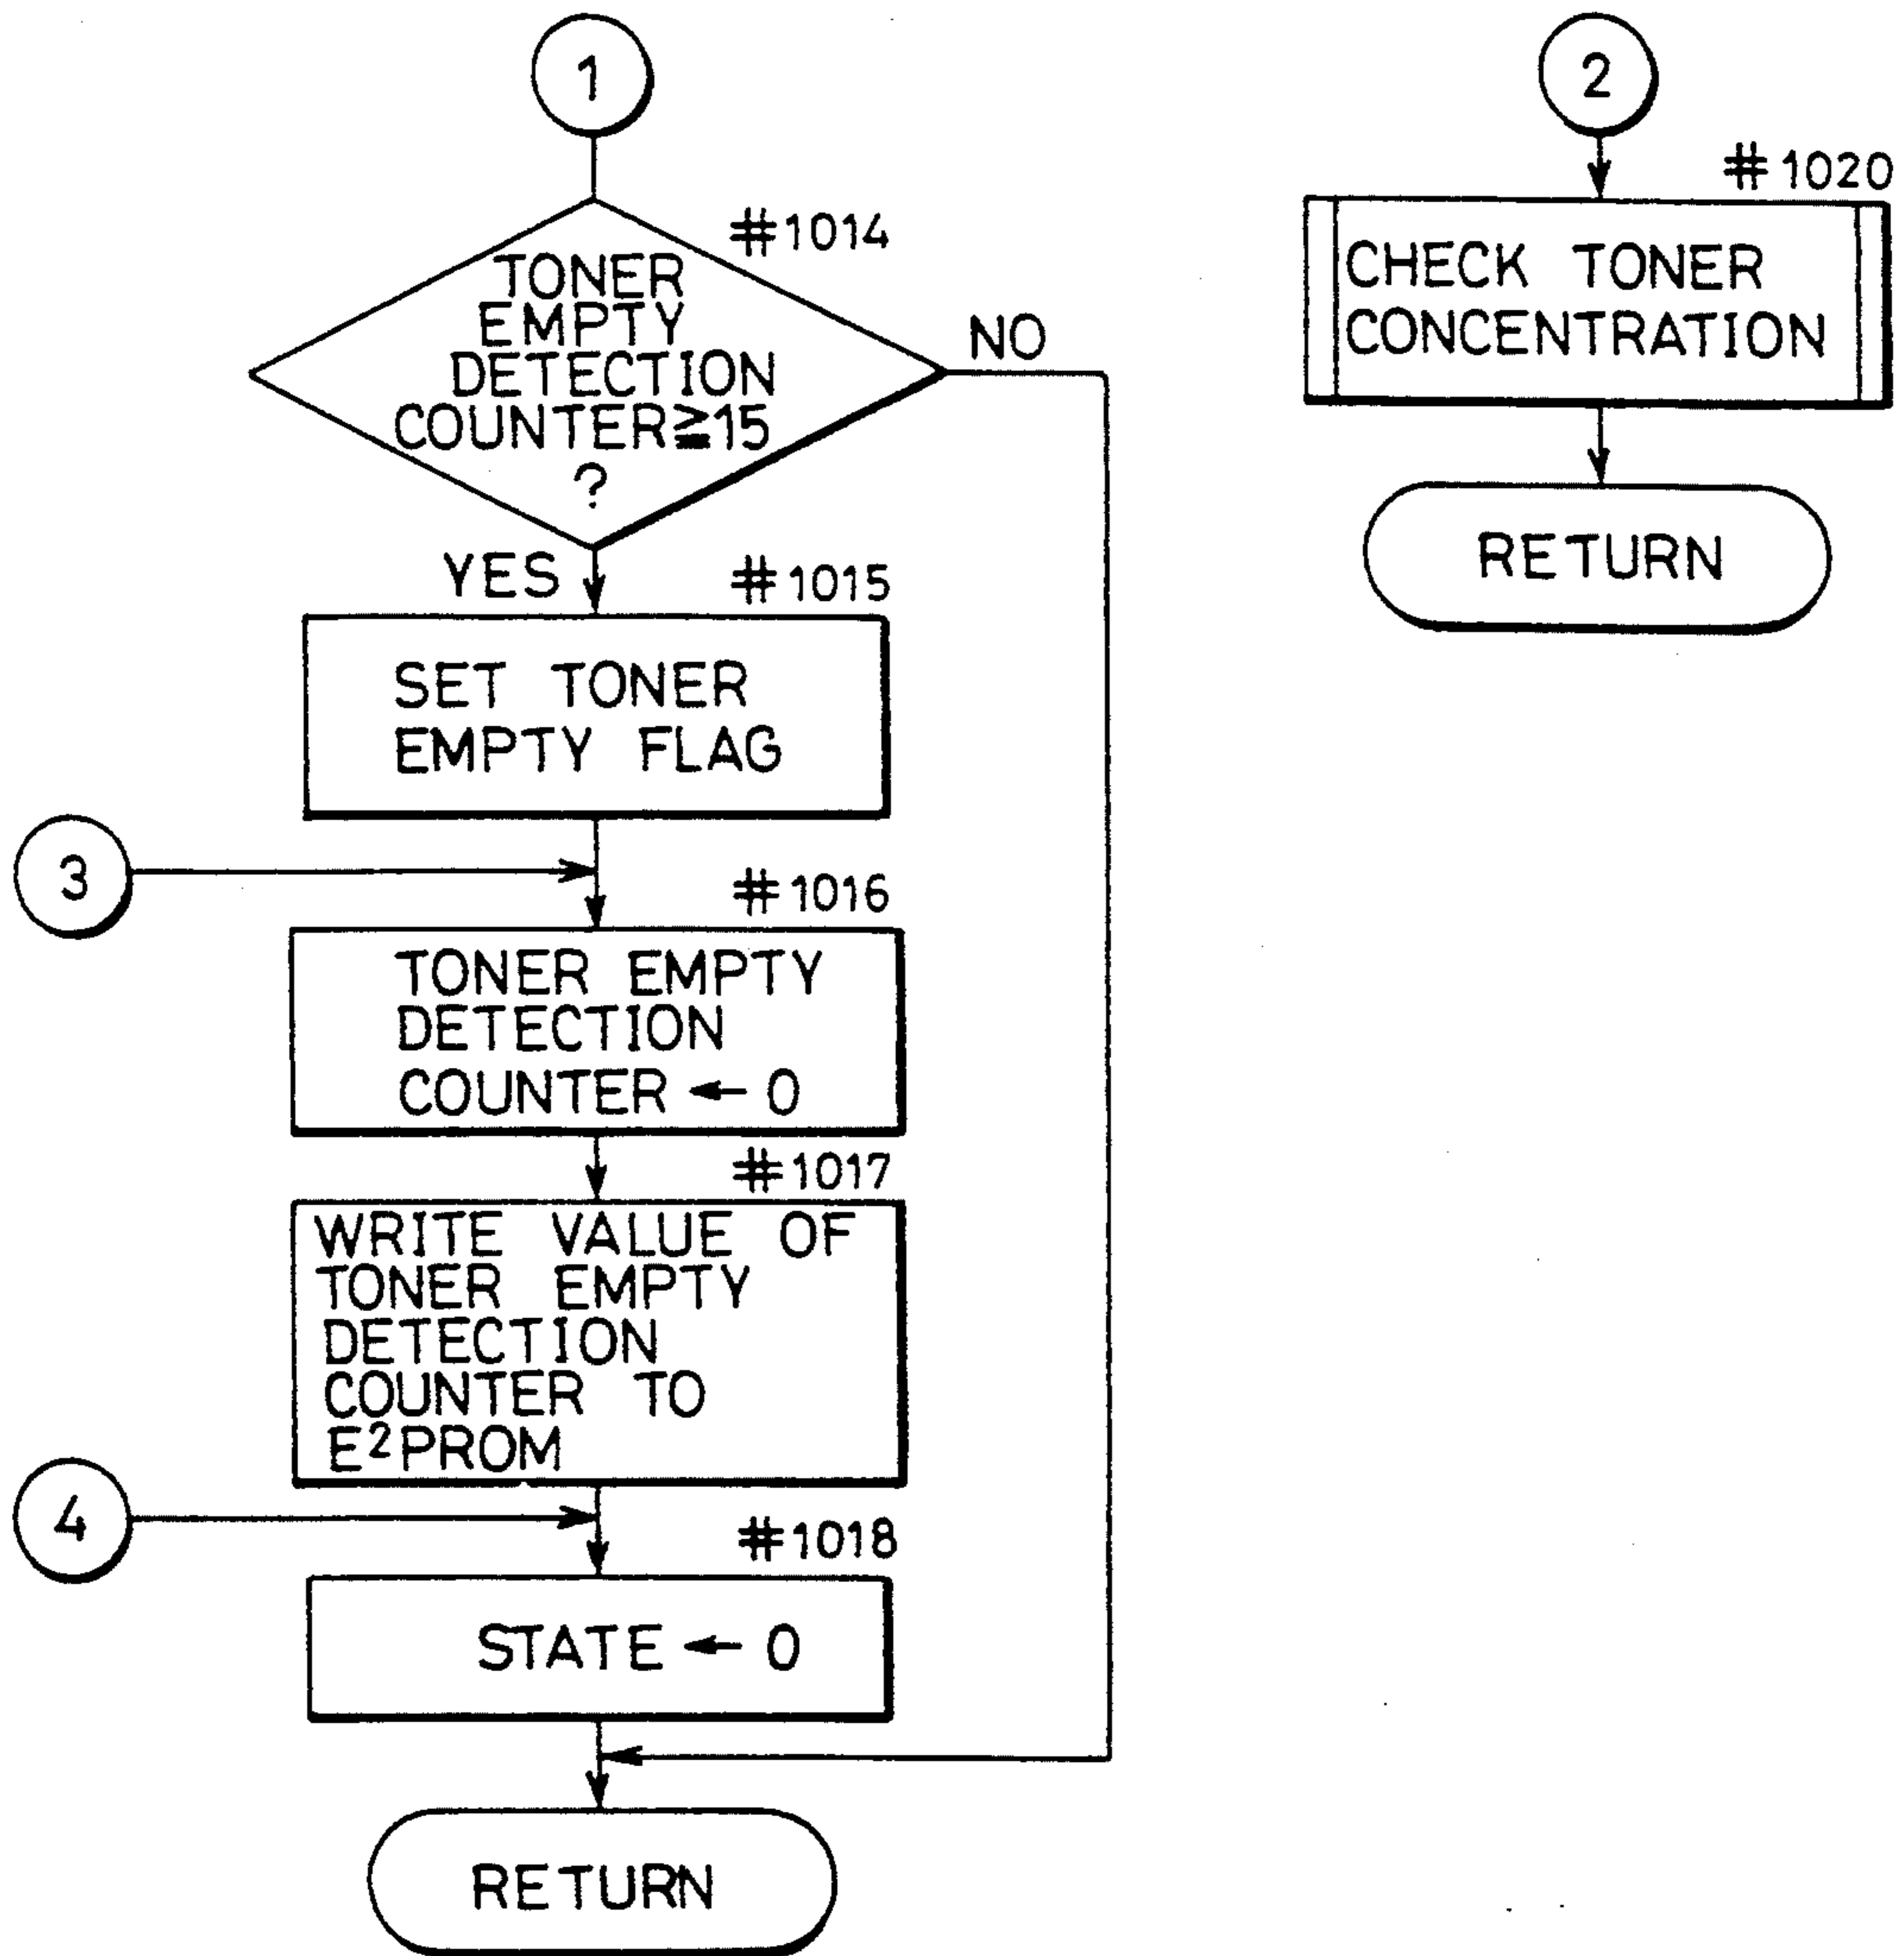 1
#1014
TONER
EMPTY
DETECTION
COUNTER≧15
?
NO
YES
#1015
SET TONER
EMPTY FLAG
3
#1016
TONER EMPTY
DETECTION
COUNTER ← 0
#1017
WRITE VALUE OF
TONER EMPTY
DETECTION
COUNTER TO
E²PROM
4
#1018
STATE ← 0
RETURN
2
#1020
CHECK TONER
CONCENTRATION
RETURN